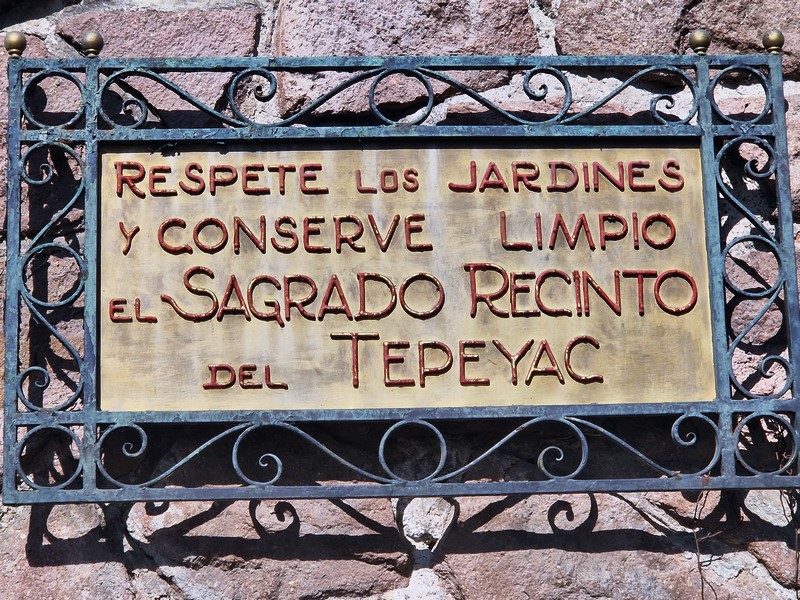 RESPETE LOS JARDINES
Y CONSERVE LIMPIO
EL SAGRADO RECINTO
DEL TEPEYAC